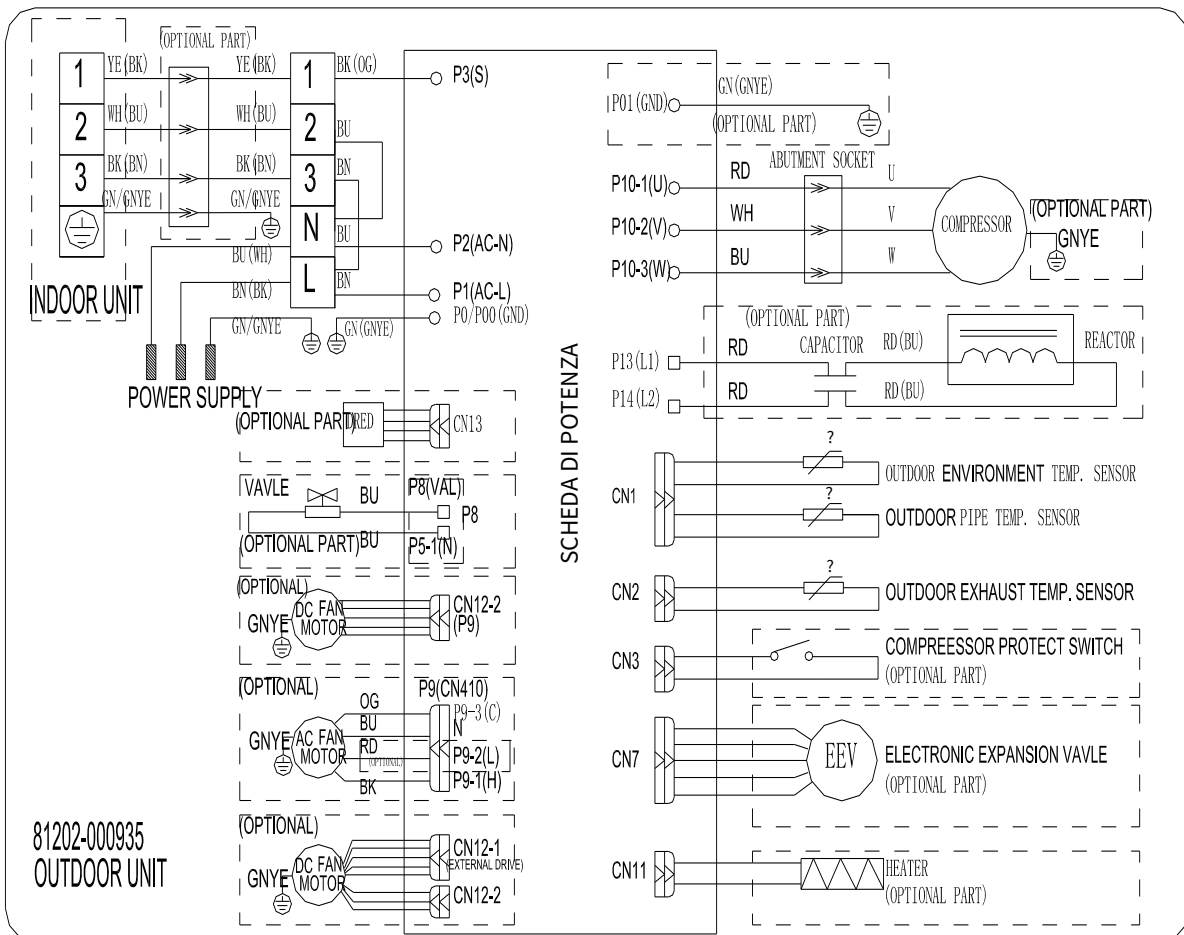 (OPTIONAL PART)
1 YE(BK) YE(BK) 1 BK(OG) P3(S)
2 WH(BU) WH(BU) 2 BU
3 BK(BN) BK(BN) 3 BN
GN/GNYE GN/GNYE
N BU P2(AC-N)
BU(WH)
L BN P1(AC-L)
BN(BK)
P0/P00(GND)
GN/GNYE GN(GNYE)
INDOOR UNIT
POWER SUPPLY
(OPTIONAL PART) DRED CN13
VAVLE BU P8(VAL) P8
(OPTIONAL PART) BU P5-1(N)
(OPTIONAL)
GNYE DC FAN MOTOR CN12-2
(P9)
(OPTIONAL) P9(CN410)
OG P9-3(C)
BU N
GNYE AC FAN MOTOR RD (OPTIONAL) P9-2(L)
BK P9-1(H)
(OPTIONAL)
GNYE DC FAN MOTOR CN12-1
(EXTERNAL DRIVE)
CN12-2
81202-000935
OUTDOOR UNIT
SCHEDA DI POTENZA
P01(GND) GN(GNYE)
(OPTIONAL PART)
ABUTMENT SOCKET
P10-1(U) RD U
P10-2(V) WH V
P10-3(W) BU W
COMPRESSOR
(OPTIONAL PART)
GNYE
(OPTIONAL PART)
P13(L1) RD CAPACITOR RD(BU) REACTOR
P14(L2) RD RD(BU)
CN1
? OUTDOOR ENVIRONMENT TEMP. SENSOR
? OUTDOOR PIPE TEMP. SENSOR
CN2 ? OUTDOOR EXHAUST TEMP. SENSOR
CN3 COMPREESSOR PROTECT SWITCH
(OPTIONAL PART)
CN7 EEV ELECTRONIC EXPANSION VAVLE
(OPTIONAL PART)
CN11 HEATER
(OPTIONAL PART)